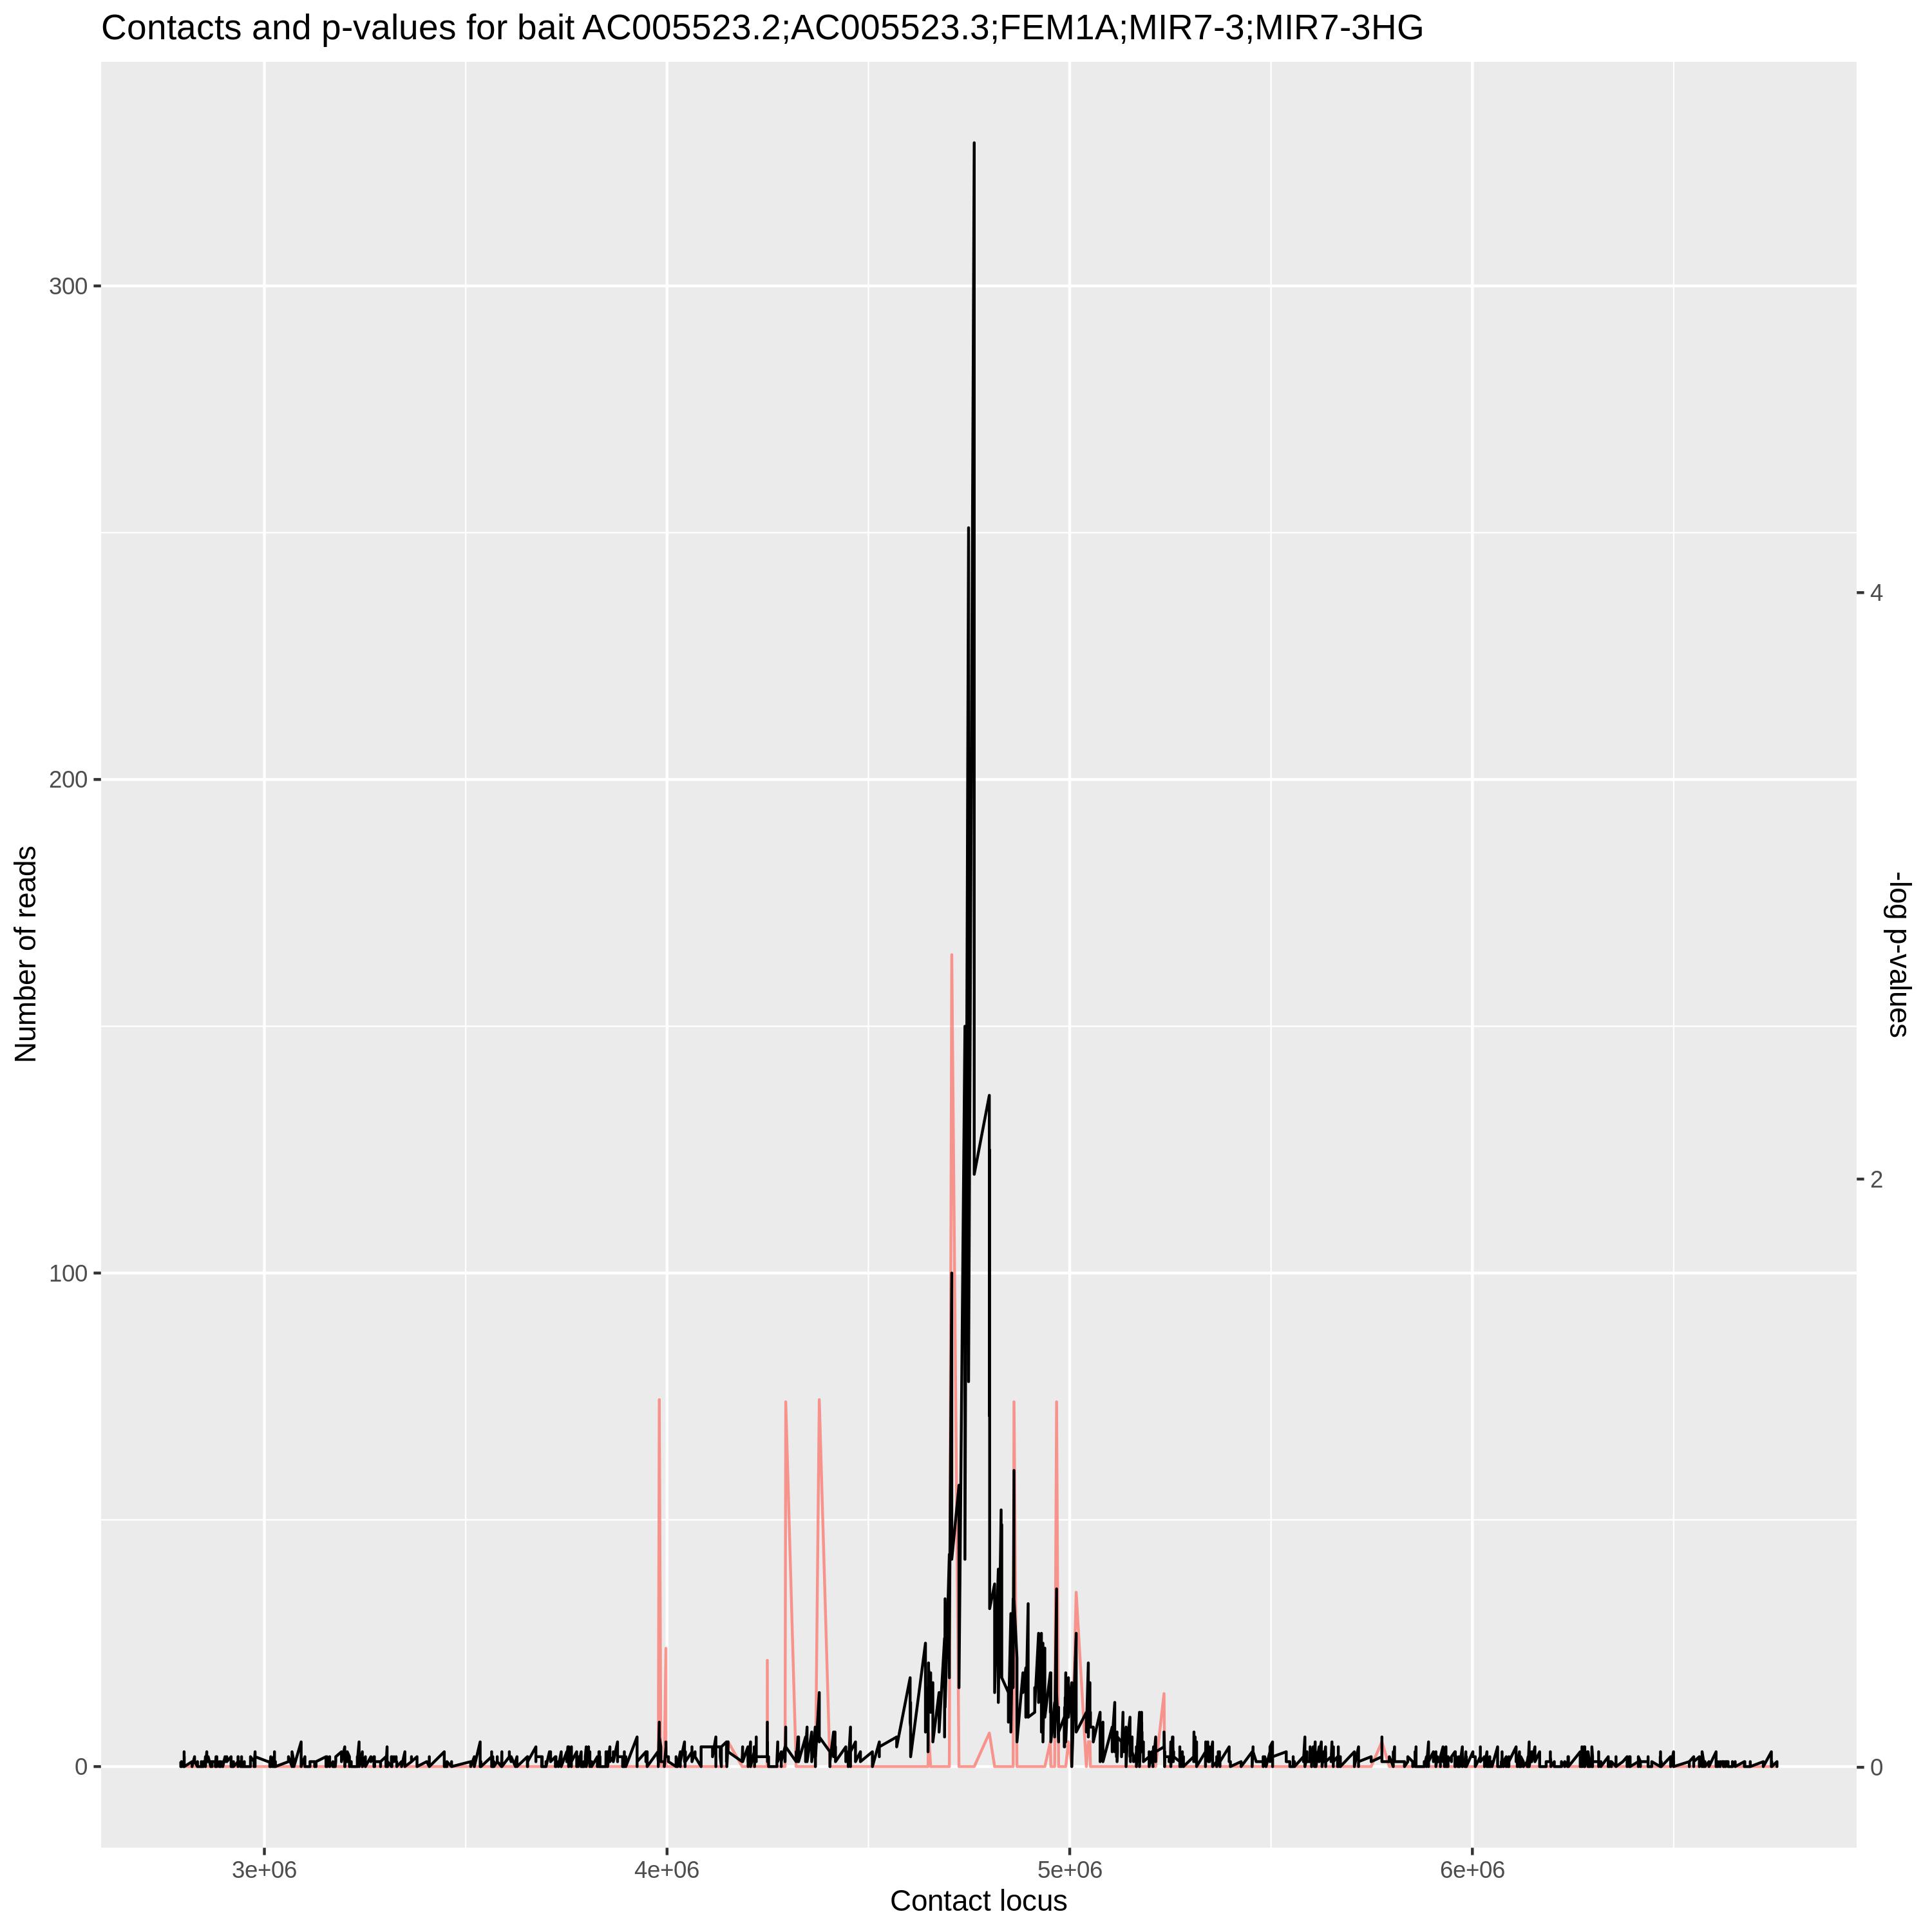 Contacts and p-values for bait AC005523.2;AC005523.3;FEM1A;MIR7-3;MIR7-3HG
300
200
100
0
Number of reads
4
2
0
-log p-values
3e+06
4e+06
5e+06
6e+06
Contact locus